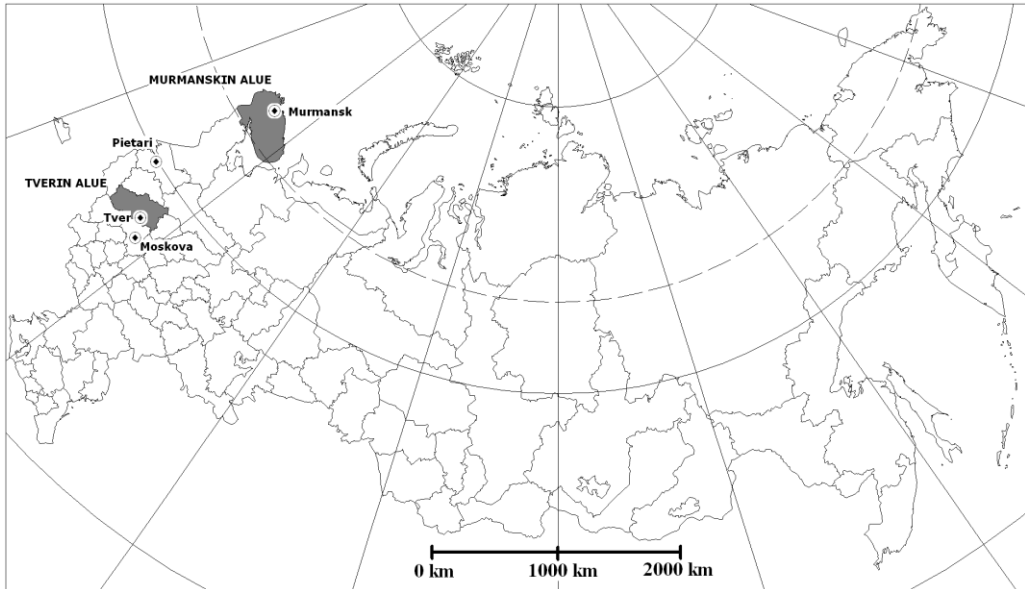 MURMANSKIN ALUE
Murmansk
Pietari
TVERIN ALUE
Tver
Moskova
0 km
1000 km
2000 km